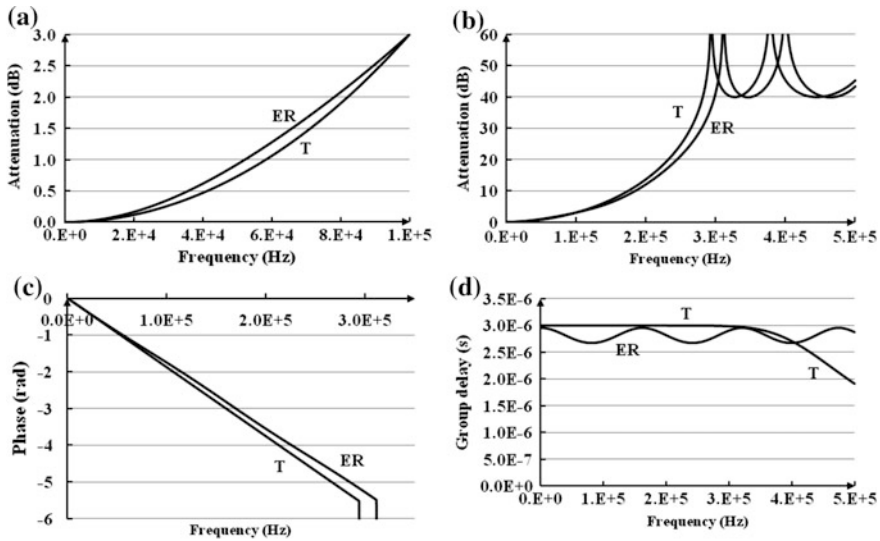 (a)
3.0
2.5
2.0
1.5
1.0
0.5
0.0
Attenuation (dB)
ER
T
0.E+0 2.E+4 4.E+4 6.E+4 8.E+4 1.E+5
Frequency (Hz)
(b)
60
50
40
30
20
10
0
Attenuation (dB)
T
ER
0.E+0 1.E+5 2.E+5 3.E+5 4.E+5 5.E+5
Frequency (Hz)
(c)
0
-1
-2
-3
-4
-5
-6
Phase (rad)
0.0E+0 1.0E+5 2.0E+5 3.0E+5
T
ER
Frequency (Hz)
(d)
3.5E-6
3.0E-6
2.5E-6
2.0E-6
1.5E-6
1.0E-6
5.0E-7
0.0E+0
Group delay (s)
T
ER
T
0.E+0 1.E+5 2.E+5 3.E+5 4.E+5 5.E+5
Frequency (Hz)